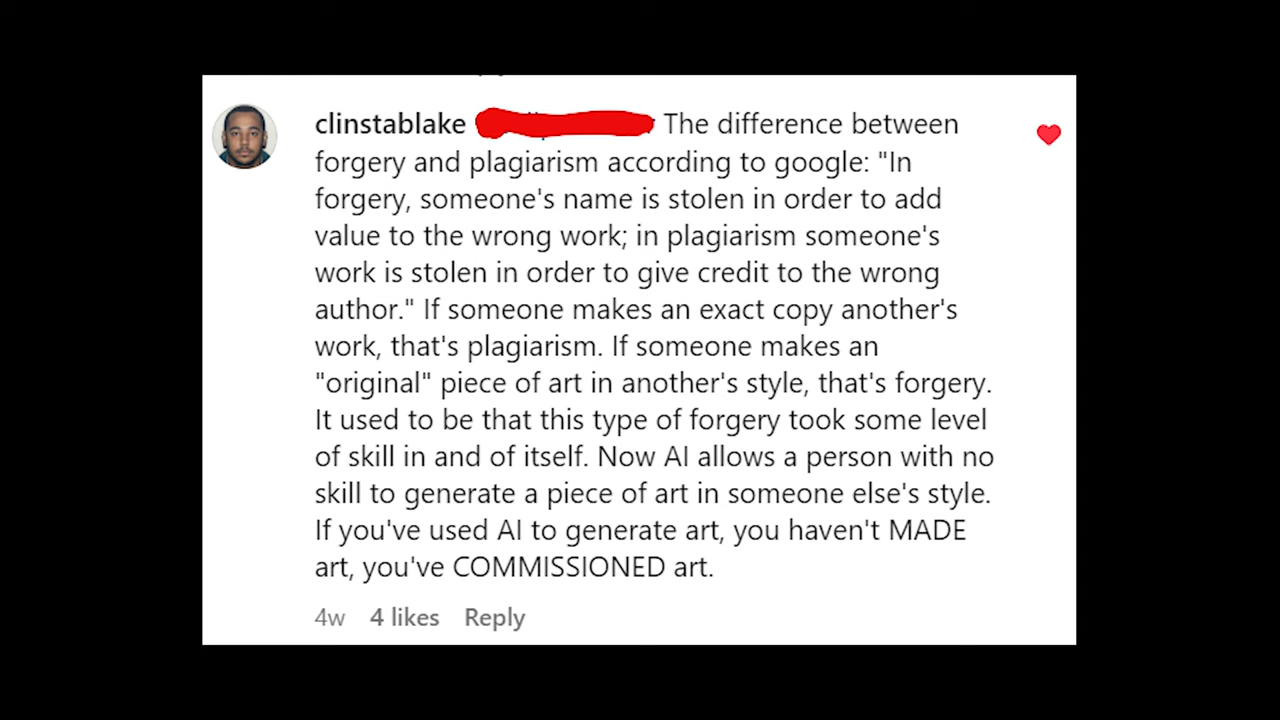 clinstablake The difference between
forgery and plagiarism according to google: "In
forgery, someone's name is stolen in order to add
value to the wrong work; in plagiarism someone's
work is stolen in order to give credit to the wrong
author." If someone makes an exact copy another's
work, that's plagiarism. If someone makes an
"original" piece of art in another's style, that's forgery.
It used to be that this type of forgery took some level
of skill in and of itself. Now AI allows a person with no
skill to generate a piece of art in someone else's style.
If you've used AI to generate art, you haven't MADE
art, you've COMMISSIONED art.
4w 4 likes Reply